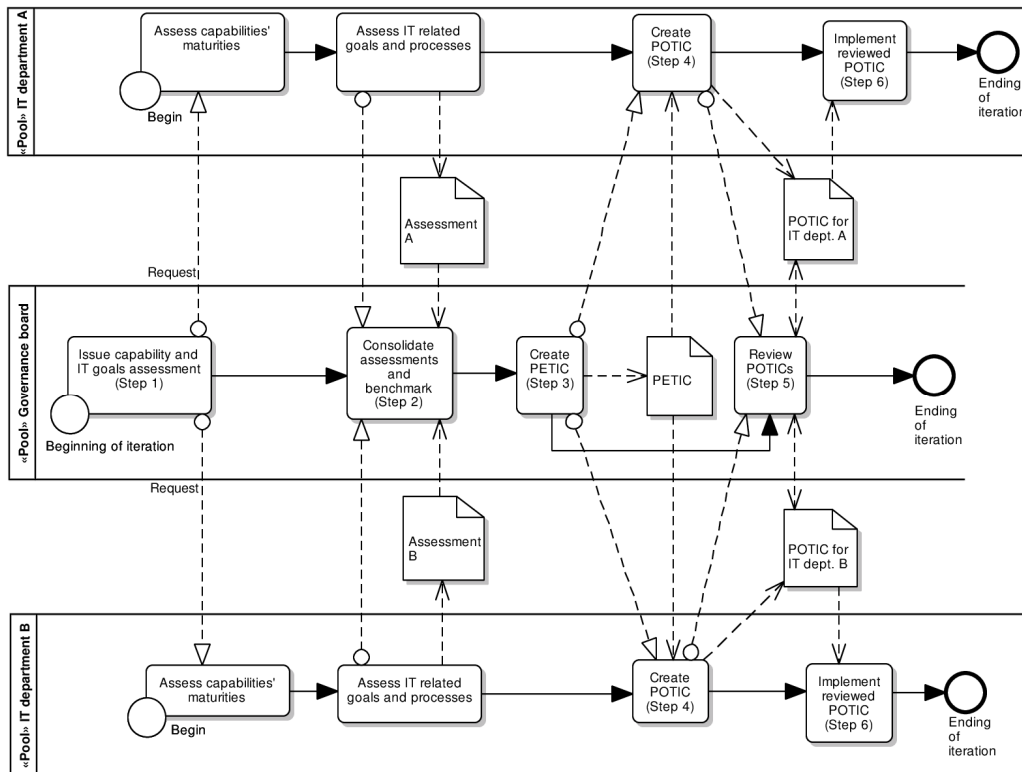 «Pool» IT department A
Assess capabilities'
maturities
Begin
Assess IT related
goals and processes
Create
POTIC
(Step 4)
Implement
reviewed
POTIC
(Step 6)
Ending
of
iteration
Assessment
A
POTIC for
IT dept. A
Request
«Pool» Governance board
Issue capability and
IT goals assessment
(Step 1)
Beginning of iteration
Consolidate
assessments
and
benchmark
(Step 2)
Create
PETIC
(Step 3)
PETIC
Review
POTICs
(Step 5)
Ending
of
iteration
Request
Assessment
B
POTIC for
IT dept. B
«Pool» IT department B
Assess capabilities'
maturities
Begin
Assess IT related
goals and processes
Create
POTIC
(Step 4)
Implement
reviewed
POTIC
(Step 6)
Ending
of
iteration